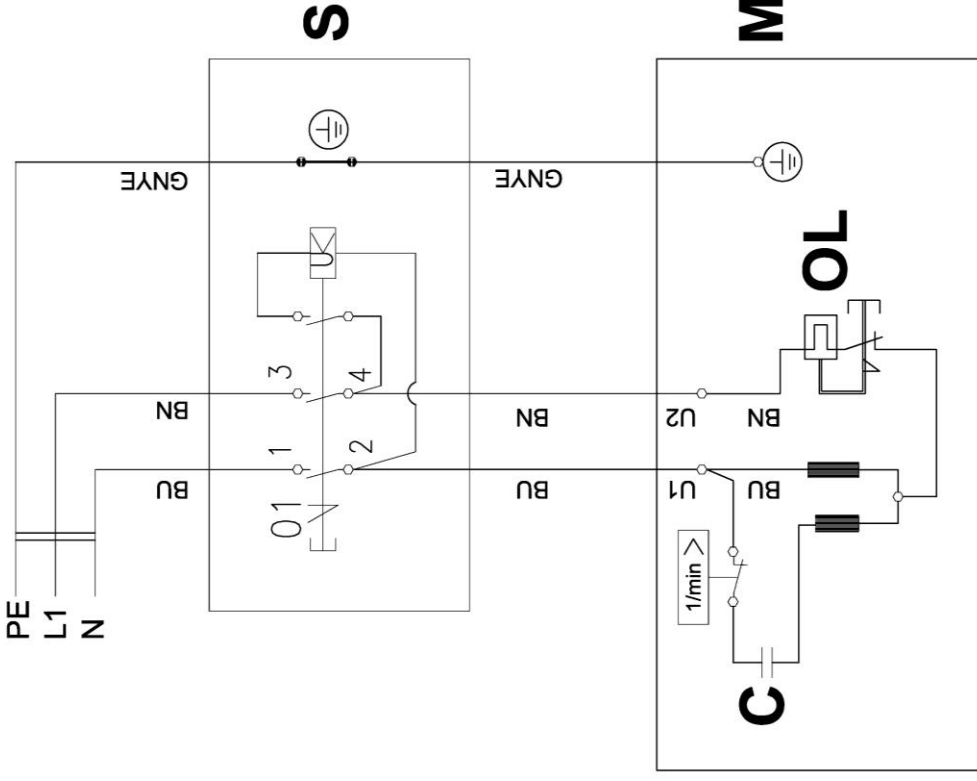 PE
L1
N
S
M
GNYE
GNYE
BN
3
4
BN
U2
BN
OL
BU
1
2
01
BU
U1
BU
1/min >
C